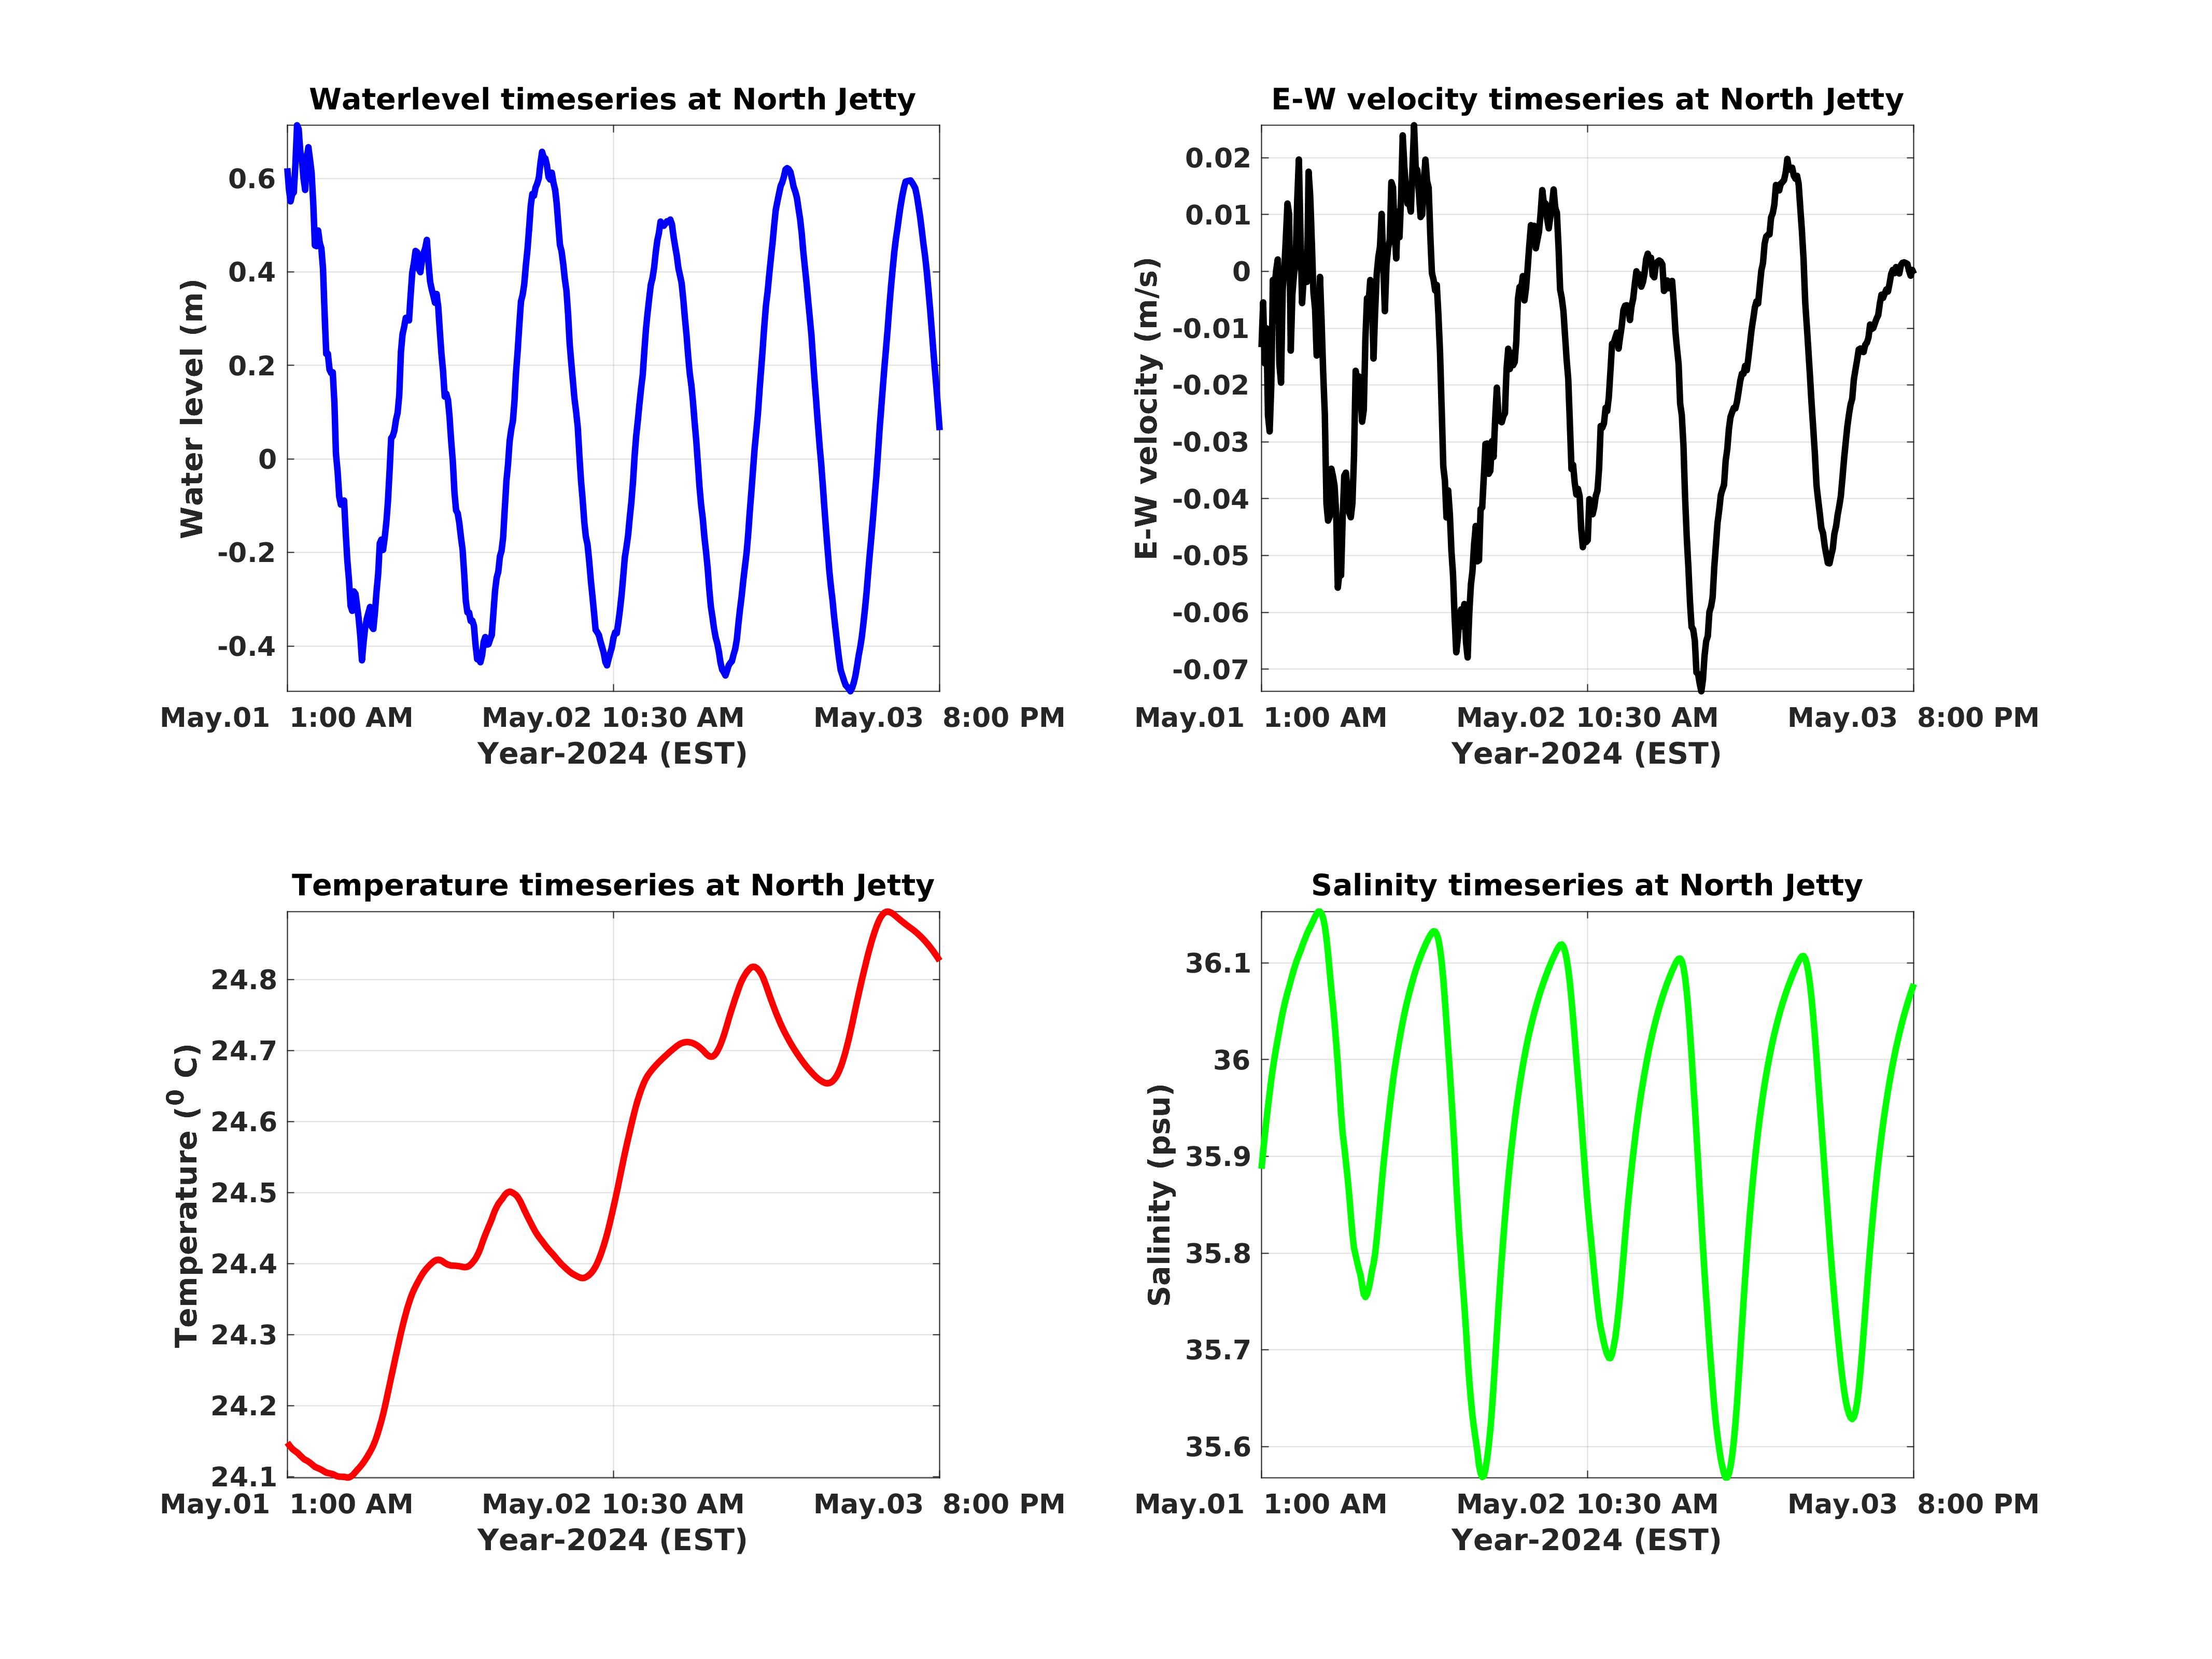 Waterlevel timeseries at North Jetty
0.6
0.4
0.2
0
-0.2
-0.4
Water level (m)
May.01 1:00 AM May.02 10:30 AM May.03 8:00 PM
Year-2024 (EST)
E-W velocity timeseries at North Jetty
0.02
0.01
0
-0.01
-0.02
-0.03
-0.04
-0.05
-0.06
-0.07
E-W velocity (m/s)
May.01 1:00 AM May.02 10:30 AM May.03 8:00 PM
Year-2024 (EST)
Temperature timeseries at North Jetty
24.8
24.7
24.6
24.5
24.4
24.3
24.2
24.1
Temperature (⁰ C)
May.01 1:00 AM May.02 10:30 AM May.03 8:00 PM
Year-2024 (EST)
Salinity timeseries at North Jetty
36.1
36
35.9
35.8
35.7
35.6
Salinity (psu)
May.01 1:00 AM May.02 10:30 AM May.03 8:00 PM
Year-2024 (EST)